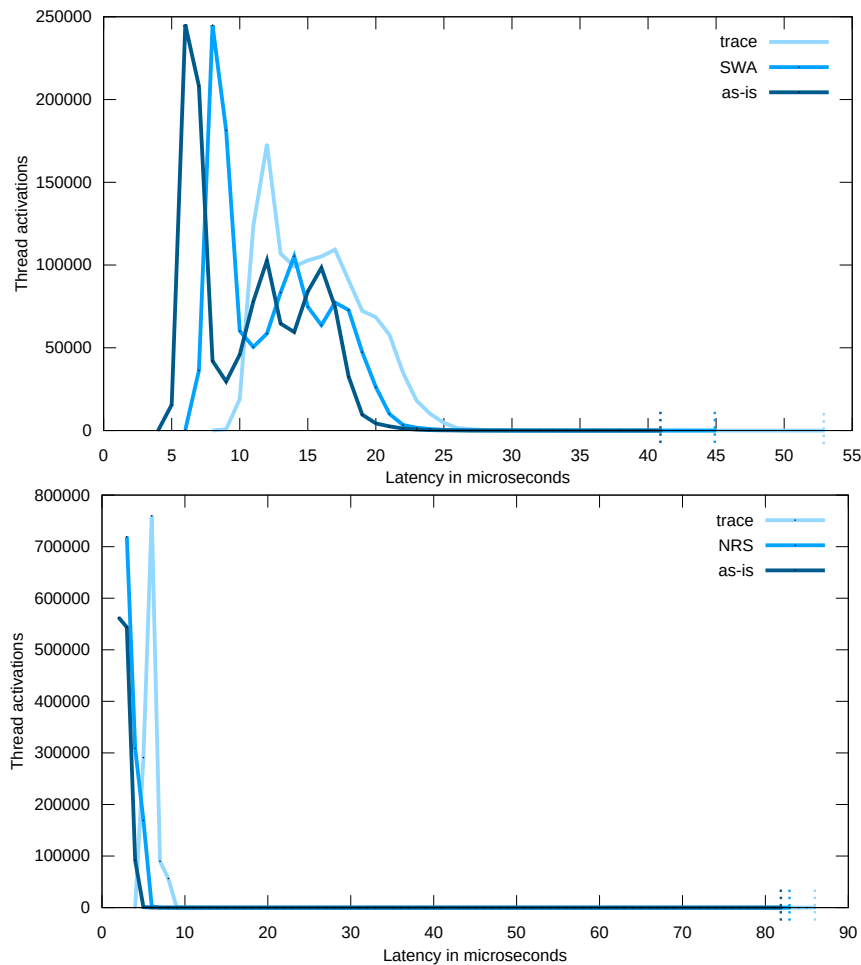 250000
200000
150000
100000
50000
0
Thread activations
trace
SWA
as-is
0 5 10 15 20 25 30 35 40 45 50 55
Latency in microseconds
800000
700000
600000
500000
400000
300000
200000
100000
0
Thread activations
trace
NRS
as-is
0 10 20 30 40 50 60 70 80 90
Latency in microseconds